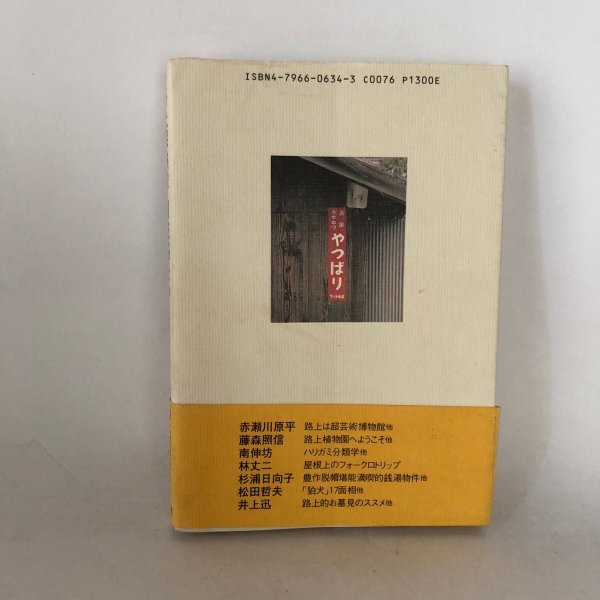 ISBN4-7966-0634-3 C0076 P1300E
やつぱり
赤瀬川原平 路上は超芸術博物館他
藤森照信 路上植物園へようこそ他
南伸坊 ハリガミ分類学他
林丈二 屋根上のフォークロトリップ
杉浦日向子 豊作脱帽堪能満喫的銭湯物件他
松田哲夫 「狛犬」17面相他
井上迅 路上的お墓見のススメ他